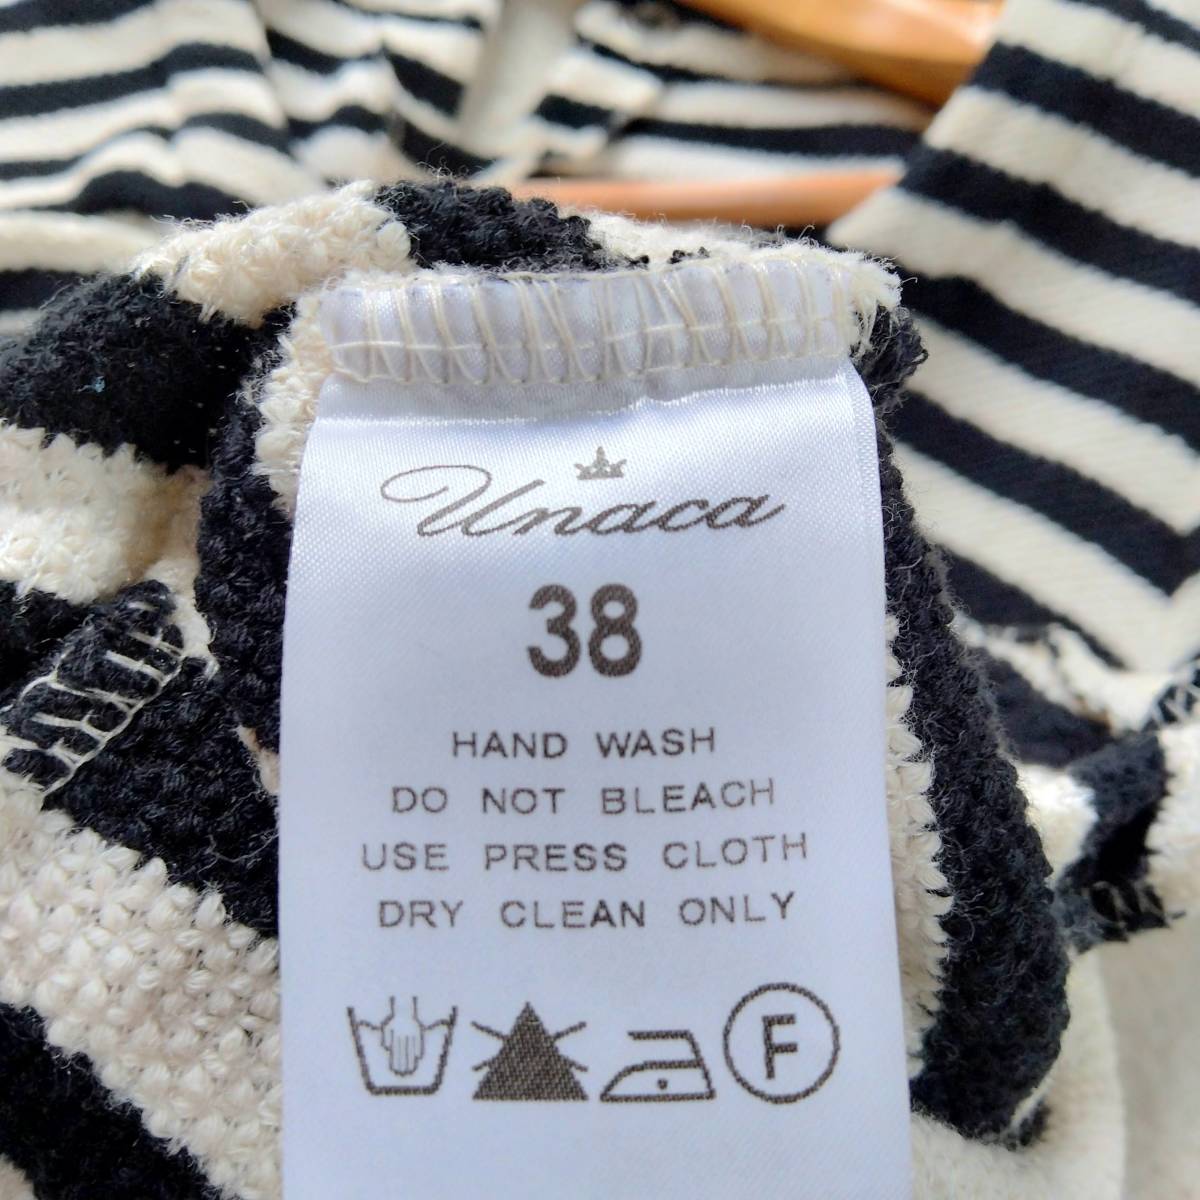 Unaca
38
HAND WASH
DO NOT BLEACH
USE PRESS CLOTH
DRY CLEAN ONLY
F